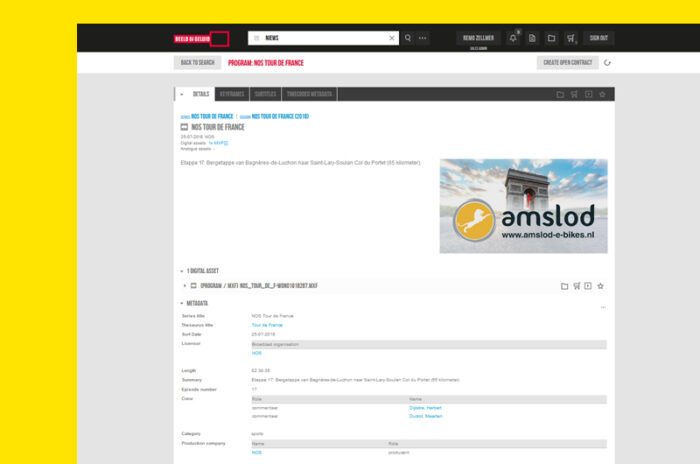 BEELD EN GELUID
NIEWS
REMCO ZELLMER
SALES ADMIN
SIGN OUT
BACK TO SEARCH
PROGRAM: NOS TOUR DE FRANCE
CREATE OPEN CONTRACT
DETAILS
KEYFRAMES
SUBTITLES
TIMECODED METADATA
SERIES NOS TOUR DE FRANCE | SEASON NOS TOUR DE FRANCE (2018)
NOS TOUR DE FRANCE
25-07-2018 NOS
Digital assets: 1x MXF
Analogue assets: -
Etappe 17: Bergetappe van Bagnères-de-Luchon naar Saint-Lary-Soulan Col du Portet (65 kilometer).
amslod
www.amslod-e-bikes.nl
1 DIGITAL ASSET
(PROGRAM / MXF)
METADATA
Series title NOS Tour de France
Thesaurus title Tour de France
Sort Date 25-07-2018
Licensor Broadcast organisation
NOS
Length 02:30:35
Summary Etappe 17: Bergetappe van Bagnères-de-Luchon naar Saint-Lary-Soulan Col du Portet (65 kilometer).
Episode number 17
Role Name
commentaar Dijkstra, Herbert
commentaar Ducrot, Maarten
Category sports
Production company Name Role
NOS producent